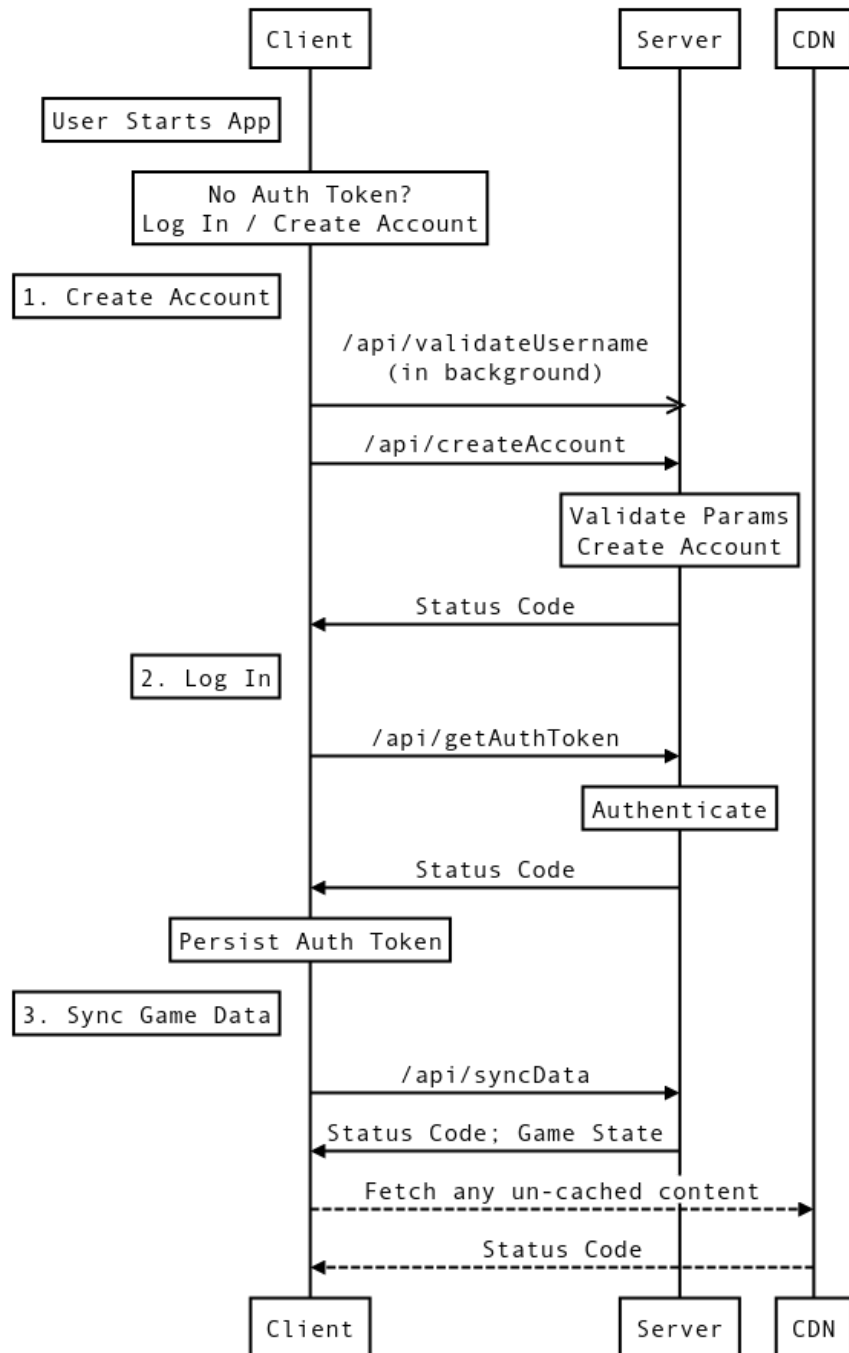 Client
Server
CDN
User Starts App
No Auth Token?
Log In / Create Account
1. Create Account
/api/validateUsername
(in background)
/api/createAccount
Validate Params
Create Account
Status Code
2. Log In
/api/getAuthToken
Authenticate
Status Code
Persist Auth Token
3. Sync Game Data
/api/syncData
Status Code; Game State
Fetch any un-cached content
Status Code
Client
Server
CDN